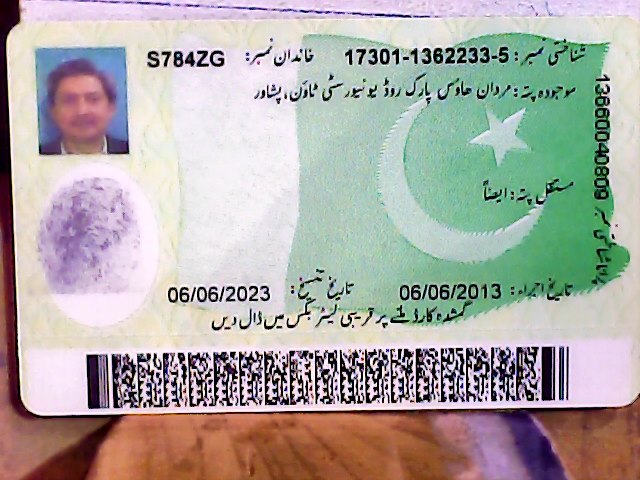 شناختی نمبر: 17301-1362233-5 خاندان نمبر: S784ZG
موجودہ پتہ: مردان ہاؤس پارک روڈ یونیورسٹی ٹاؤن، پشاور
مستقل پتہ: ایضاً
13660040809
تاریخ اجراء: 06/06/2013 تاریخ تنسیخ: 06/06/2023
گمشدہ کارڈ ملنے پر قریبی لیٹر بکس میں ڈال دیں